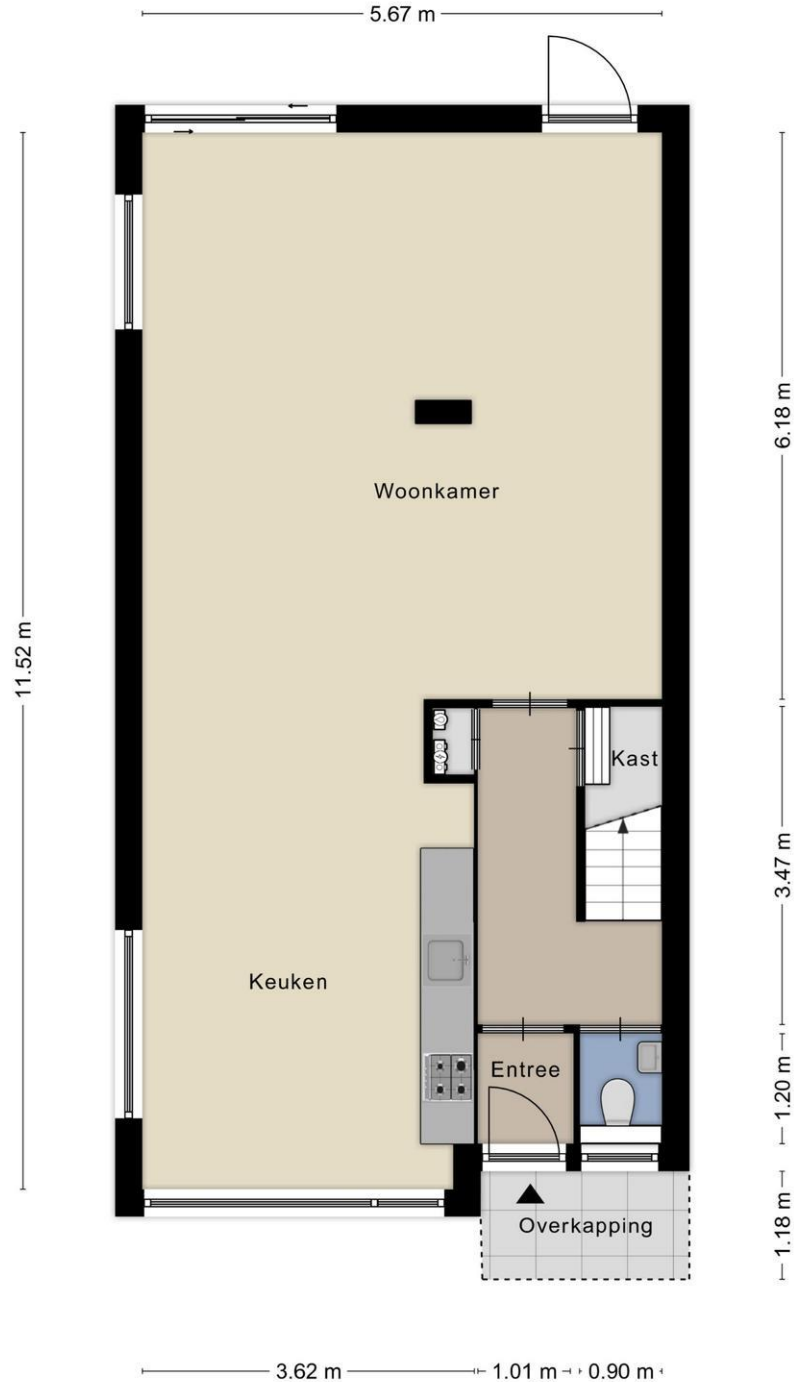 5.67 m
6.18 m
Woonkamer
11.52 m
Kast
3.47 m
Keuken
Entree
1.20 m
1.18 m
Overkapping
3.62 m
1.01 m
0.90 m